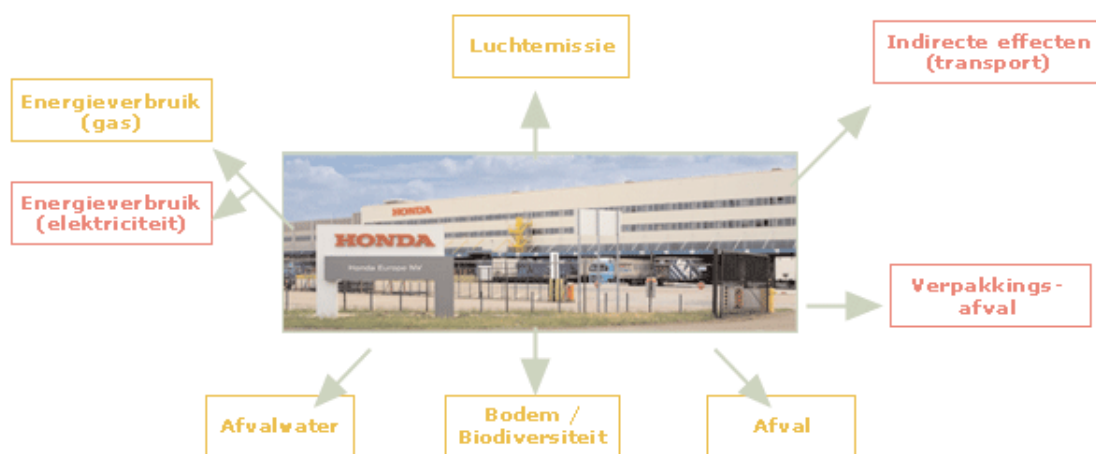 Luchtemissie
Indirecte effecten
(transport)
Energieverbruik
(gas)
Energieverbruik
(elektriciteit)
HONDA
HONDA
Honda Europe NV
Verpakkings-
afval
Afvalwater
Bodem /
Biodiversiteit
Afval